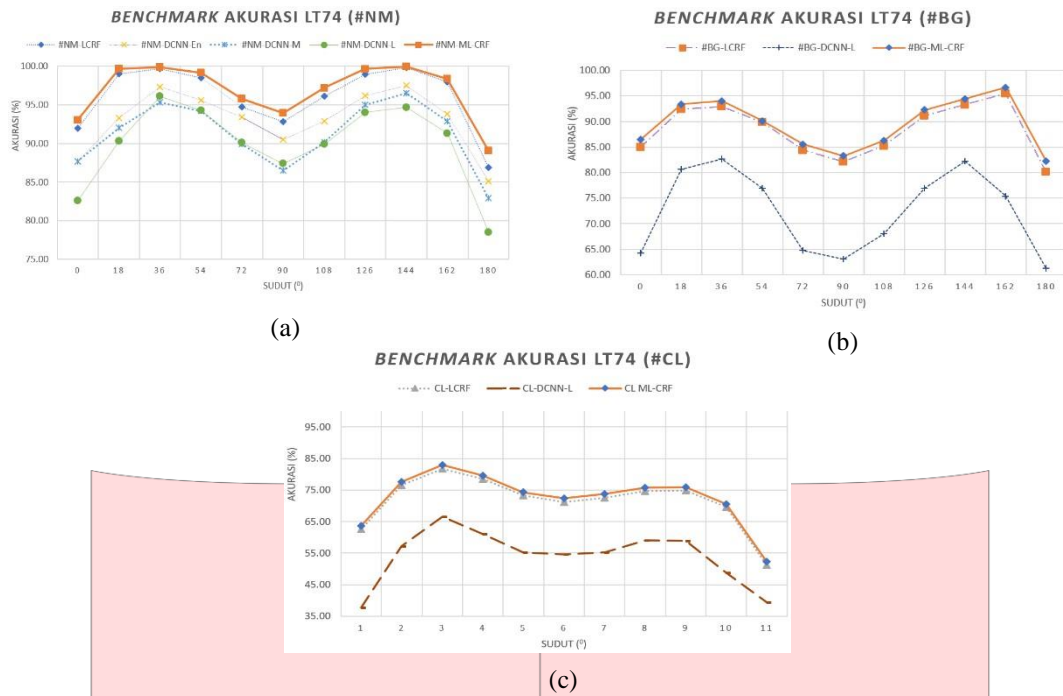 BENCHMARK AKURASI LT74 (#NM)
#NM-LCRF #NM-DCNN-En #NM-DCNN-M #NM-DCNN-L #NM-ML-CRF
100.00
95.00
90.00
85.00
80.00
75.00
AKURASI (%)
0 18 36 54 72 90 108 126 144 162 180
SUDUT (⁰)
(a)
BENCHMARK AKURASI LT74 (#BG)
#BG-LCRF #BG-DCNN-L #BG-ML-CRF
100.00
95.00
90.00
85.00
80.00
75.00
70.00
65.00
60.00
AKURASI (%)
0 18 36 54 72 90 108 126 144 162 180
SUDUT (⁰)
(b)
BENCHMARK AKURASI LT74 (#CL)
CL-LCRF CL-DCNN-L CL ML-CRF
95.00
85.00
75.00
65.00
55.00
45.00
35.00
AKURASI (%)
1 2 3 4 5 6 7 8 9 10 11
SUDUT (⁰)
(c)